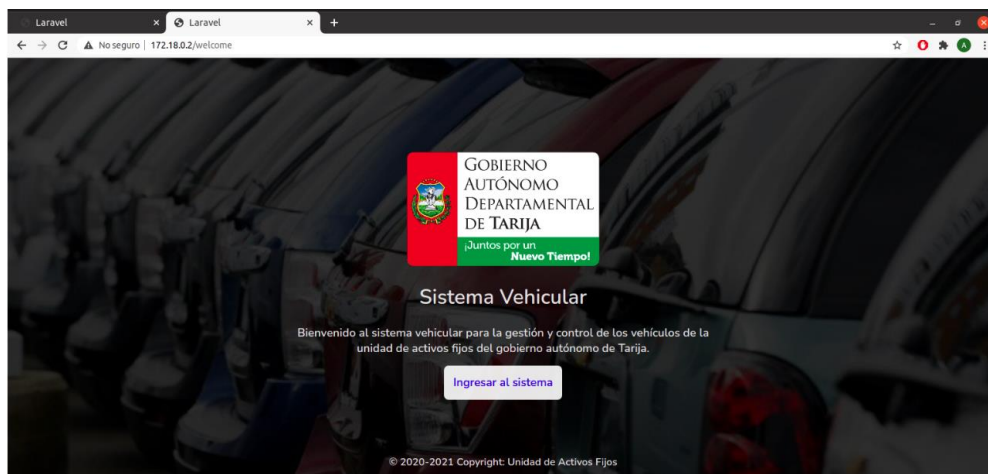 Laravel
Laravel
No seguro | 172.18.0.2/welcome
A
GOBIERNO
AUTÓNOMO
DEPARTAMENTAL
DE TARIJA
¡Juntos por un
Nuevo Tiempo!
Sistema Vehicular
Bienvenido al sistema vehicular para la gestión y control de los vehículos de la
unidad de activos fijos del gobierno autónomo de Tarija.
Ingresar al sistema
© 2020-2021 Copyright: Unidad de Activos Fijos